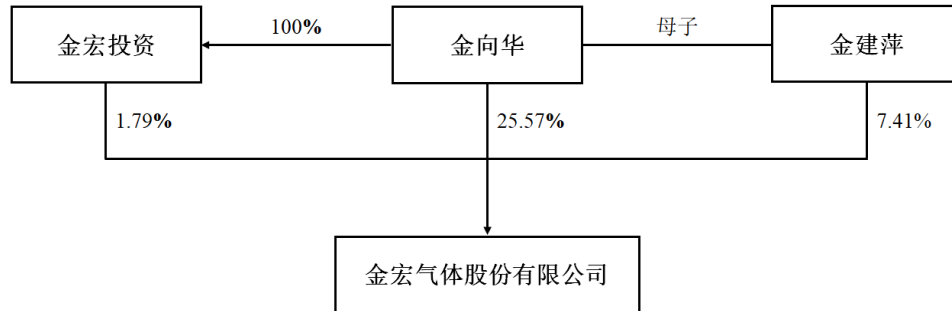 100%
母子
金宏投资
金向华
金建萍
1.79%
25.57%
7.41%
金宏气体股份有限公司